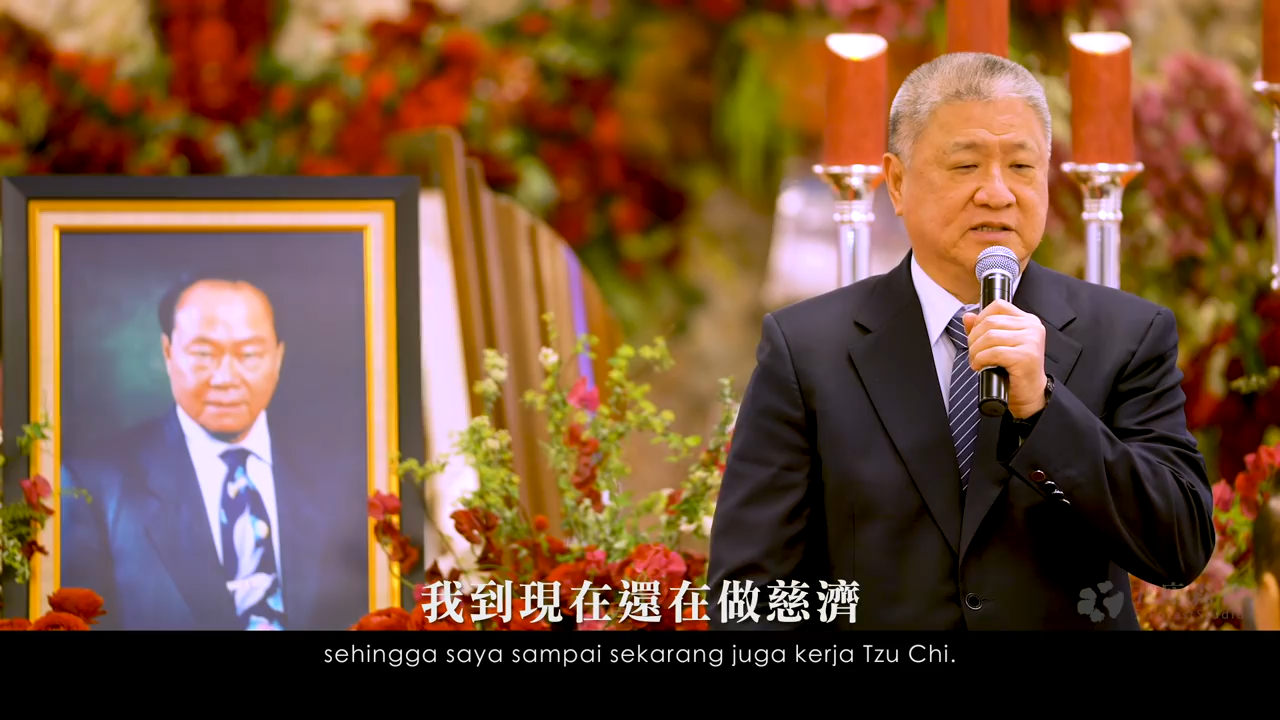 我到現在還在做慈濟
sehingga saya sampai sekarang juga kerja Tzu Chi.